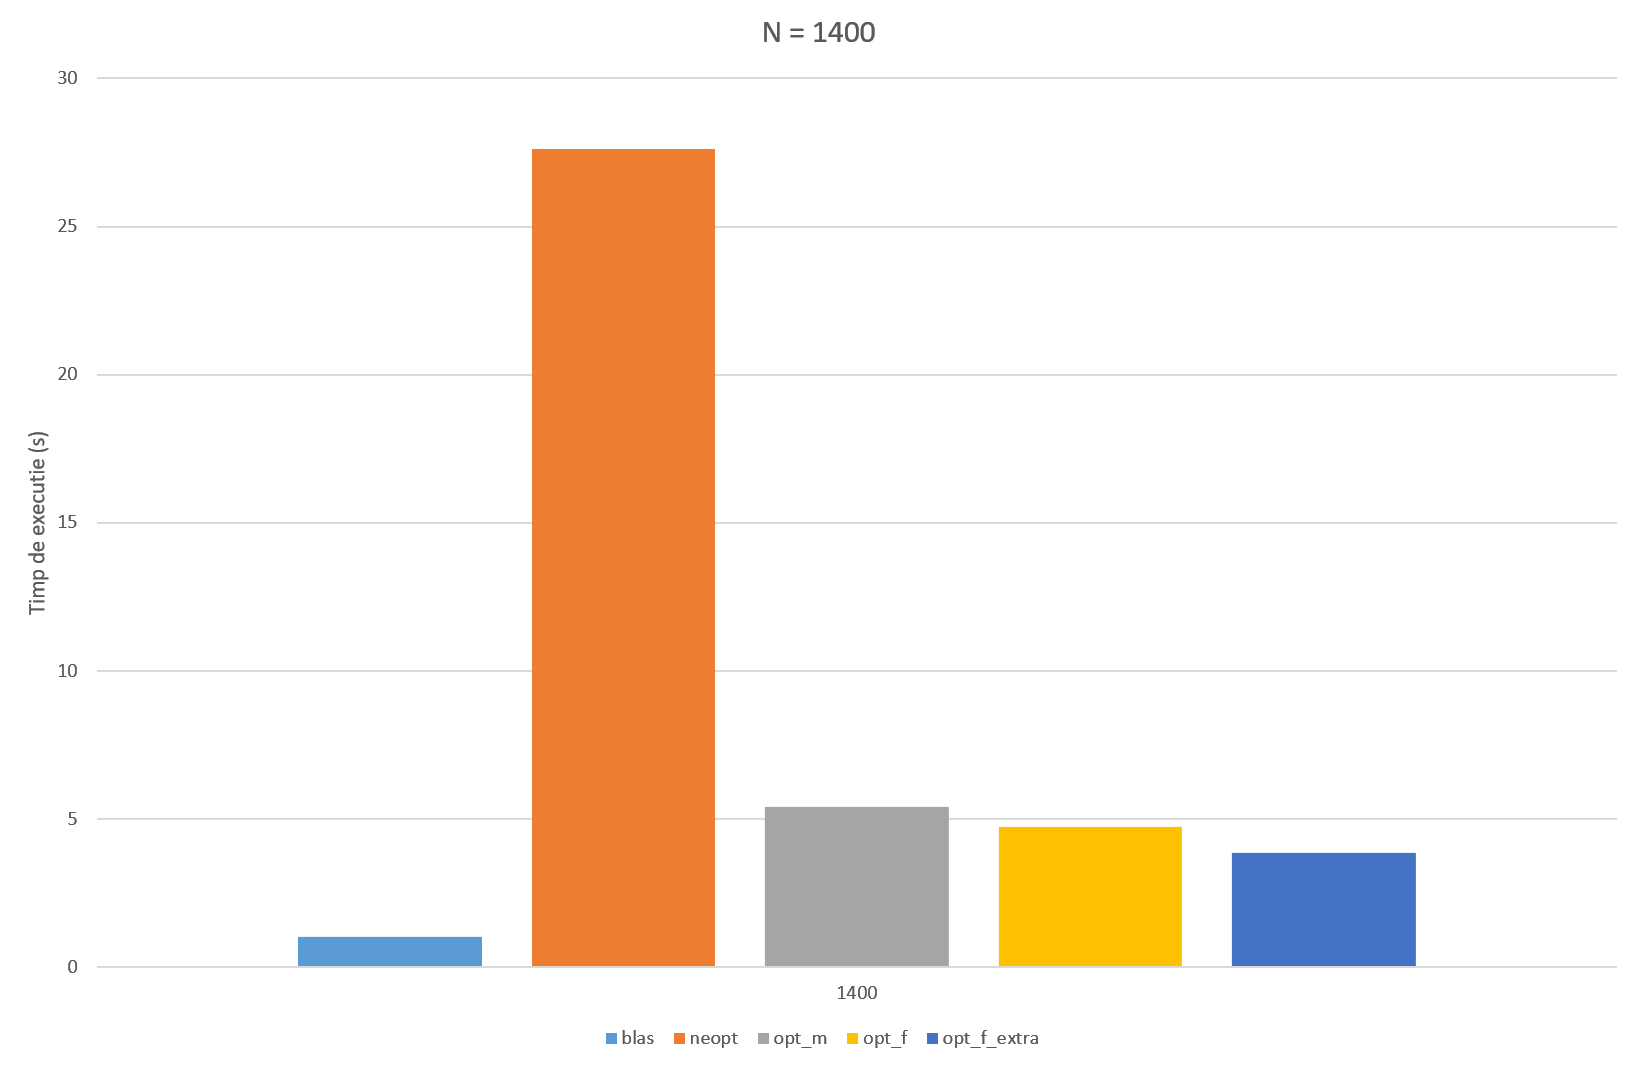 N = 1400
Timp de executie (s)
30
25
20
15
10
5
0
1400
blas neopt opt_m opt_f opt_f_extra